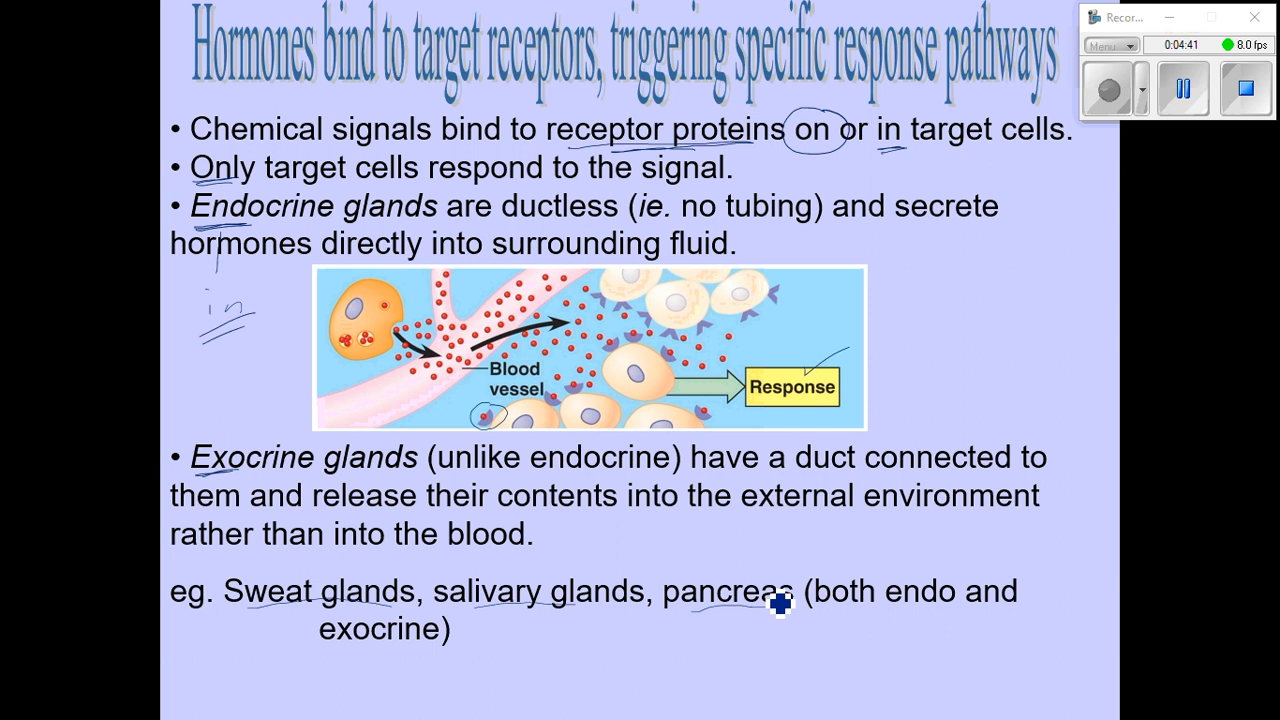 Hormones bind to target receptors, triggering specific response pathways
Recor...
Menu
0:04:41
8.0 fps
• Chemical signals bind to receptor proteins on or in target cells.
• Only target cells respond to the signal.
• Endocrine glands are ductless (ie. no tubing) and secrete
hormones directly into surrounding fluid.
in
Blood
vessel
Response
• Exocrine glands (unlike endocrine) have a duct connected to
them and release their contents into the external environment
rather than into the blood.
eg. Sweat glands, salivary glands, pancreas (both endo and
exocrine)